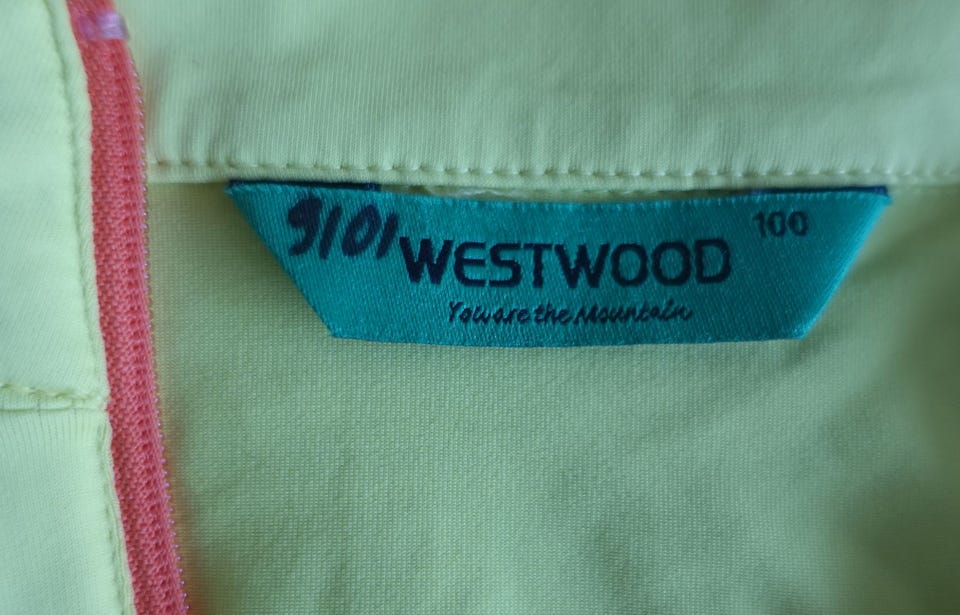 9101
WESTWOOD
100
You are the Mountain